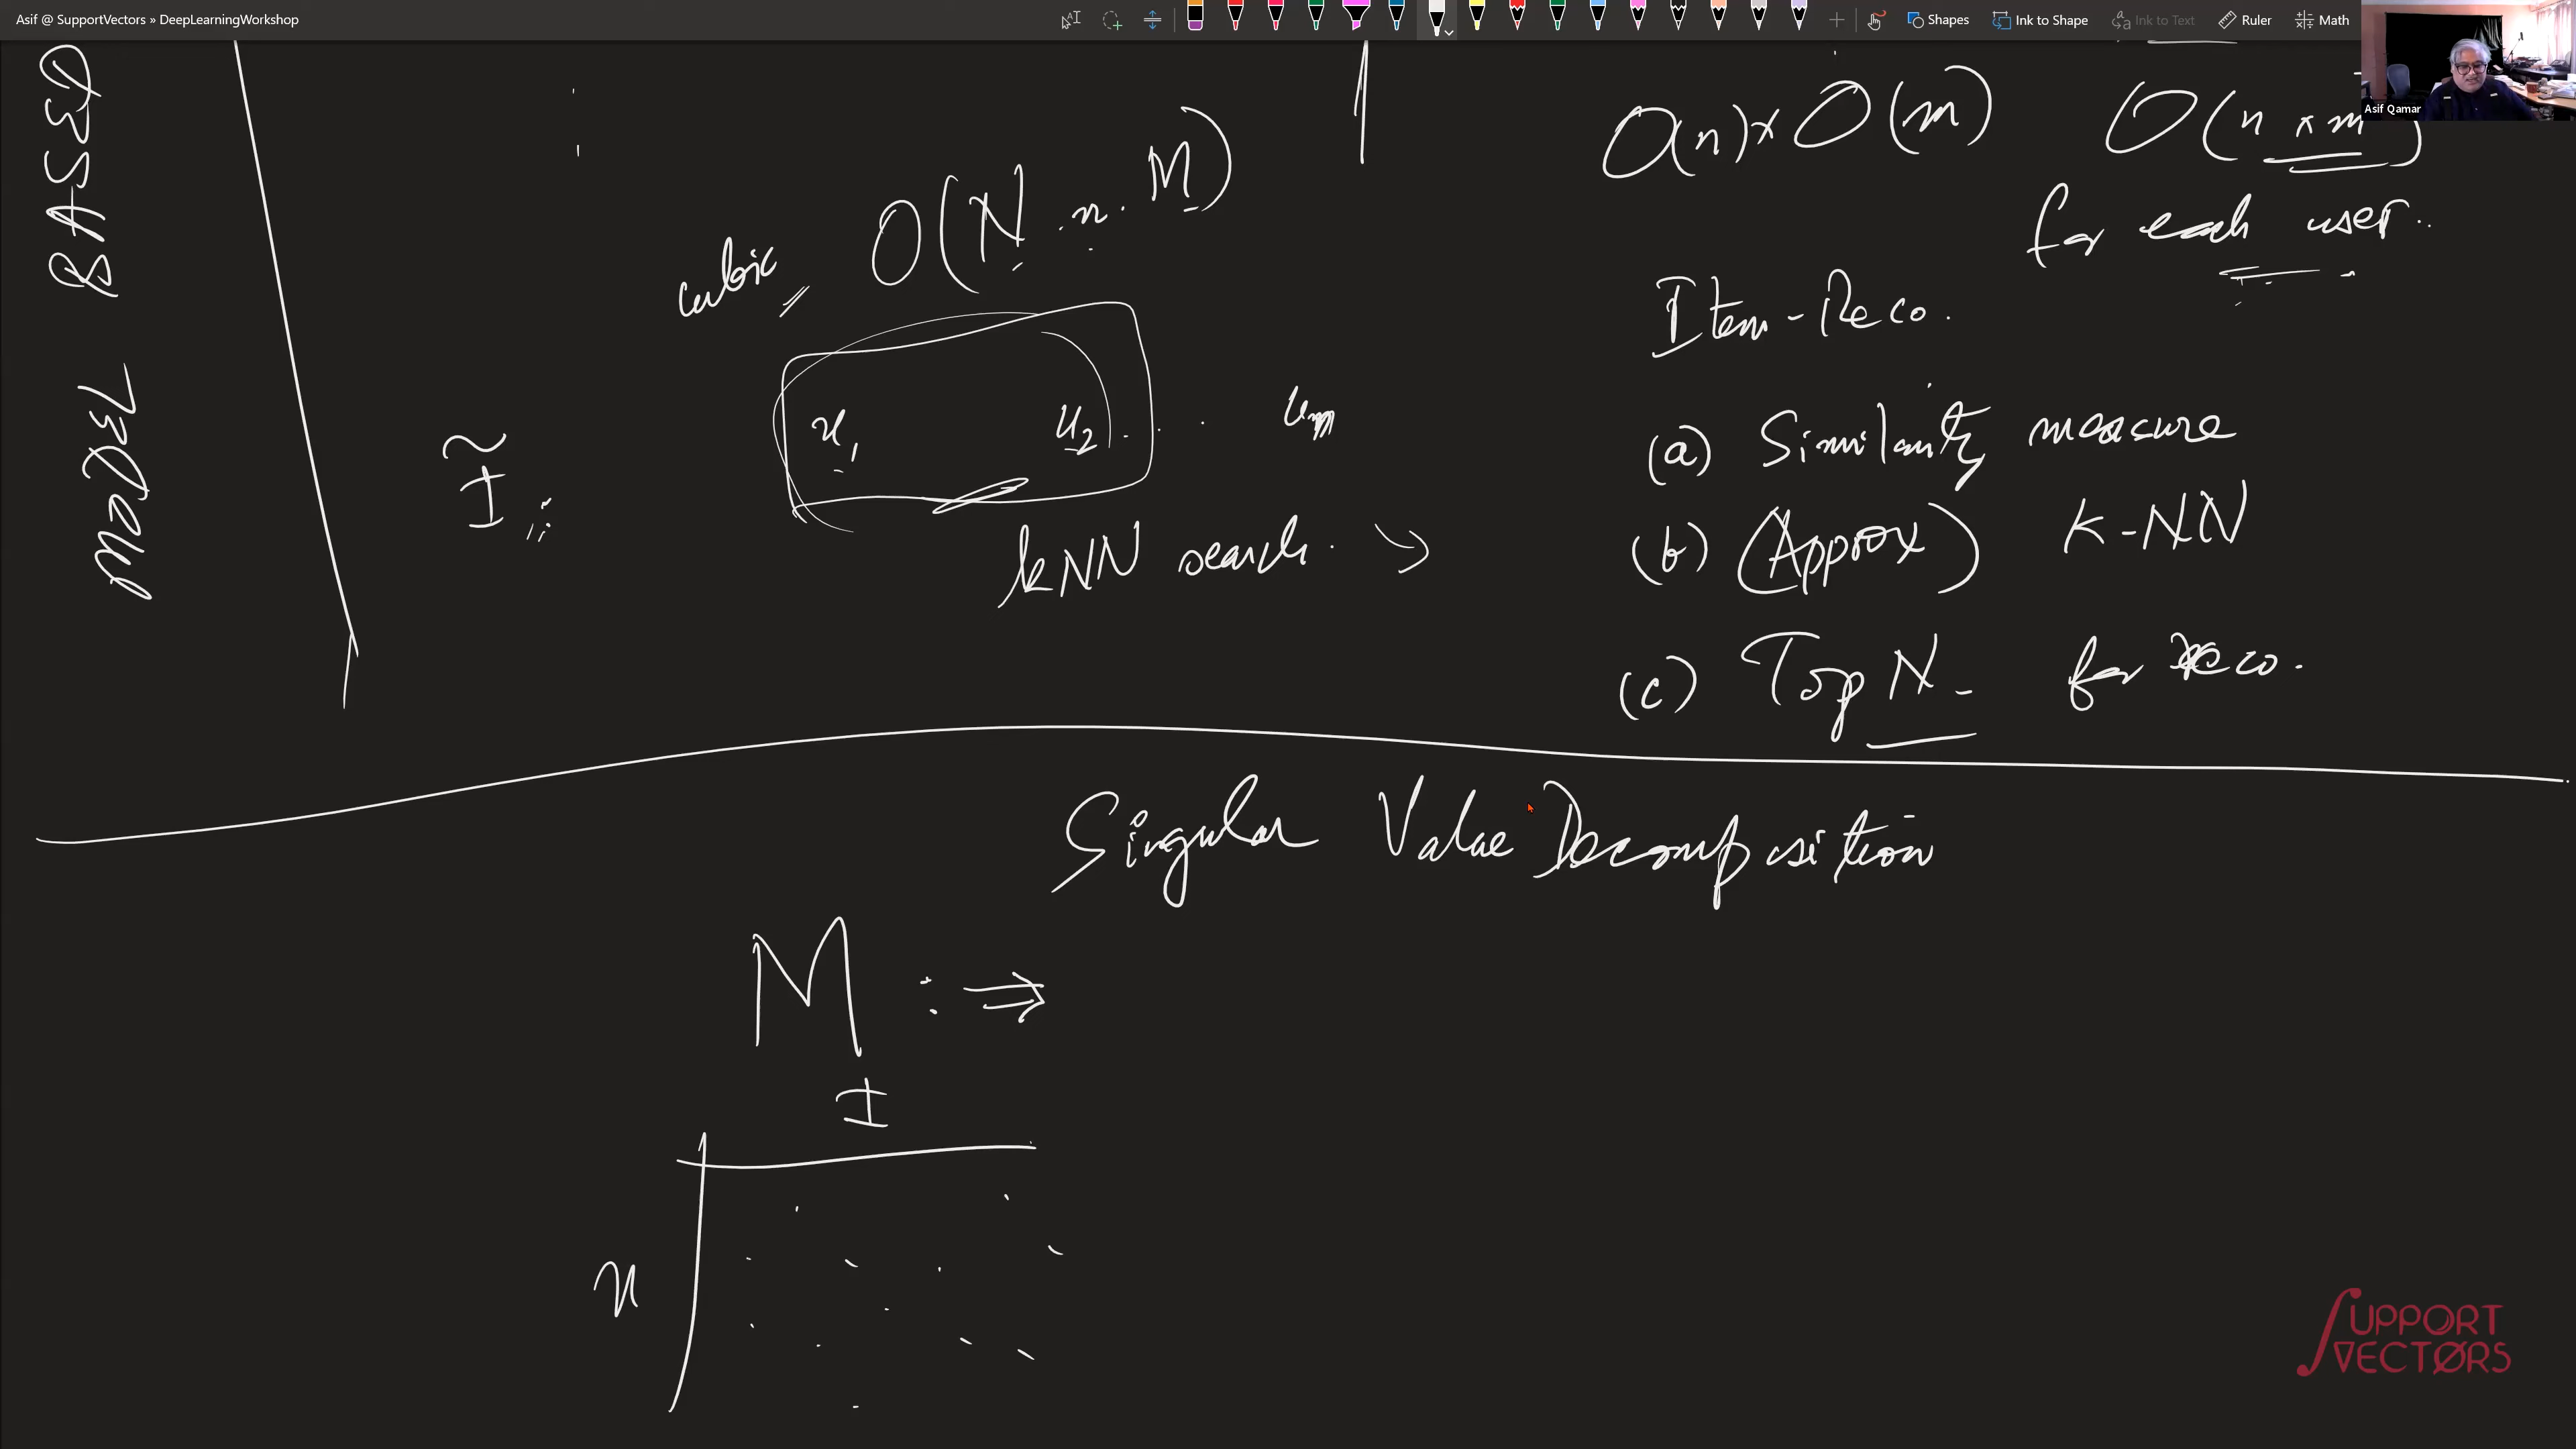 Asif @ SupportVectors » DeepLearningWorkshop
Shapes
Ink to Shape
Ink to Text
Ruler
Math
Asif Qamar
MODEL BASED
O(n) x O(m)
O(n x m)
for each user..
cubic
O(N . n . M)
Item - Reco.
u1 u2 . . . um
Ĩ
kNN search.
(a) Similarity measure
(b) (Approx) K-NN
(c) Top N - for reco.
Singular Value Decomposition
M : ⇒
I
u
SUPPORT
VECTORS